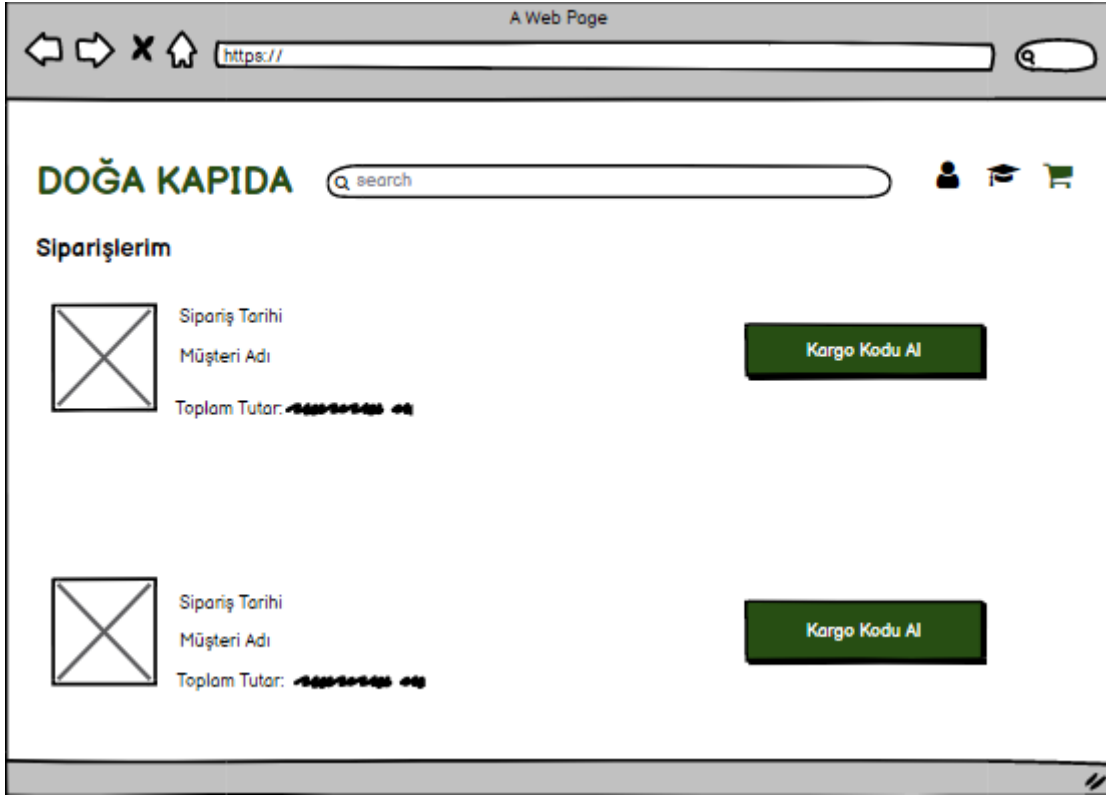 A Web Page
https://
DOĞA KAPIDA
search
Siparişlerim
Sipariş Tarihi
Müşteri Adı
Kargo Kodu Al
Toplam Tutar:
Sipariş Tarihi
Müşteri Adı
Kargo Kodu Al
Toplam Tutar: